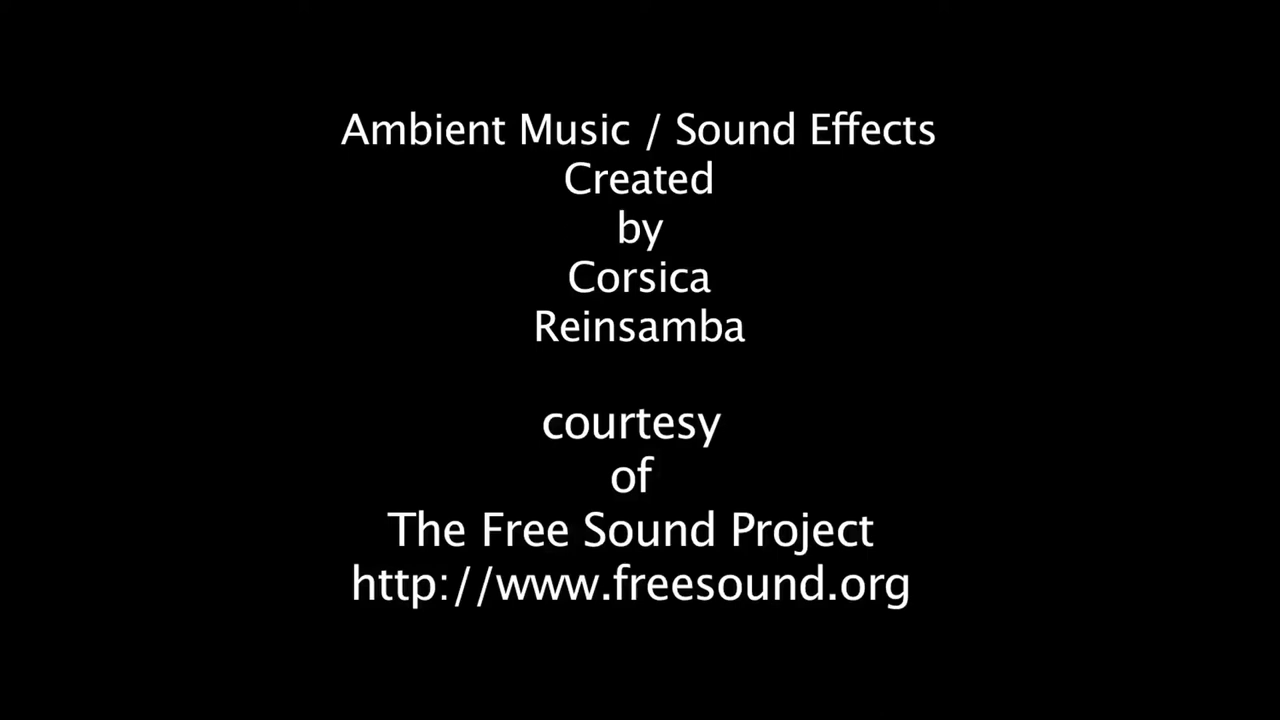 Ambient Music / Sound Effects
Created
by
Corsica
Reinsamba
courtesy
of
The Free Sound Project
http://www.freesound.org